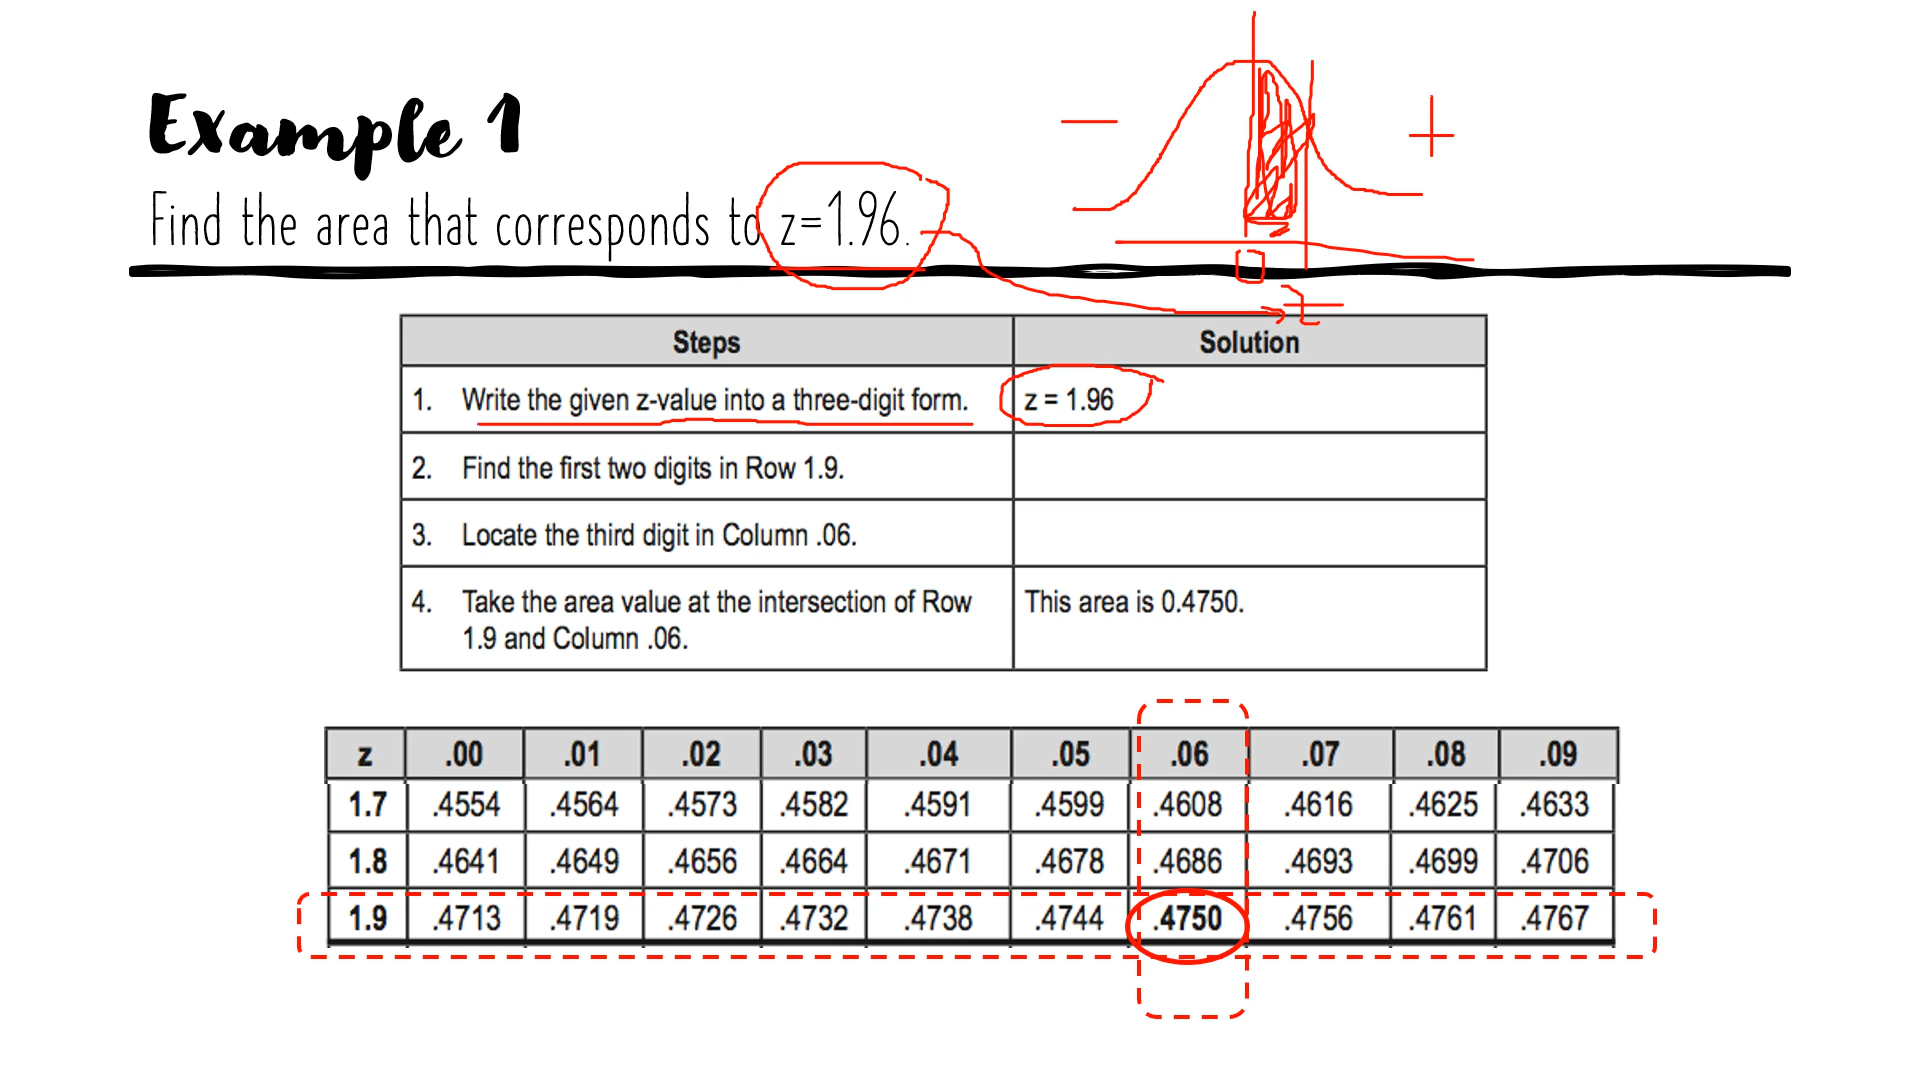 Example 1
Find the area that corresponds to z=1.96.
− +
0 z
Steps Solution
1. Write the given z-value into a three-digit form. z = 1.96
2. Find the first two digits in Row 1.9.
3. Locate the third digit in Column .06.
4. Take the area value at the intersection of Row This area is 0.4750.
1.9 and Column .06.
z .00 .01 .02 .03 .04 .05 .06 .07 .08 .09
1.7 .4554 .4564 .4573 .4582 .4591 .4599 .4608 .4616 .4625 .4633
1.8 .4641 .4649 .4656 .4664 .4671 .4678 .4686 .4693 .4699 .4706
1.9 .4713 .4719 .4726 .4732 .4738 .4744 .4750 .4756 .4761 .4767